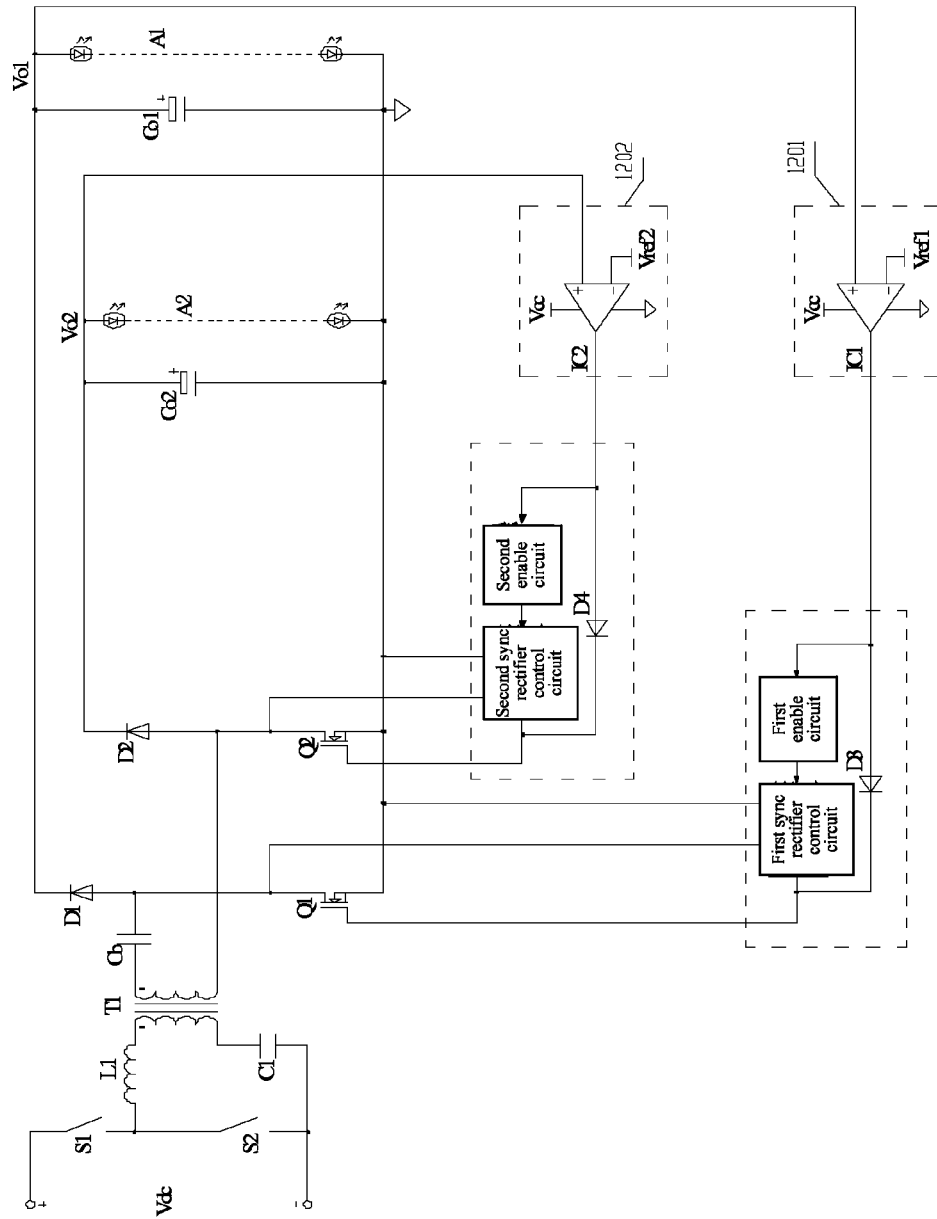 Vdc
+
-
S1
S2
L1
C1
T1
Cb
D1
D2
Q1
Q2
Vo1
Vo2
Co1
+
Co2
+
A1
A2
Second sync
rectifier
control
circuit
Second
enable
circuit
D4
IC2
Vcc
+
-
Vref2
1202
First sync
rectifier
control
circuit
First
enable
circuit
D3
IC1
Vcc
+
-
Vref1
1201